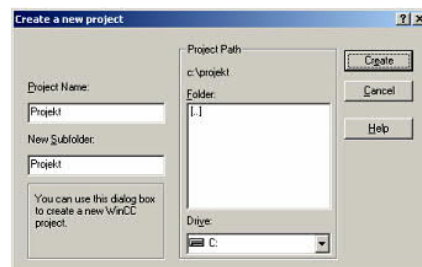 Create a new project
Project Name:
Projekt
New Subfolder:
Projekt
You can use this dialog box
to create a new WinCC
project.
Project Path
c:\projekt
Folder:
[..]
Drive:
C:
Create
Cancel
Help